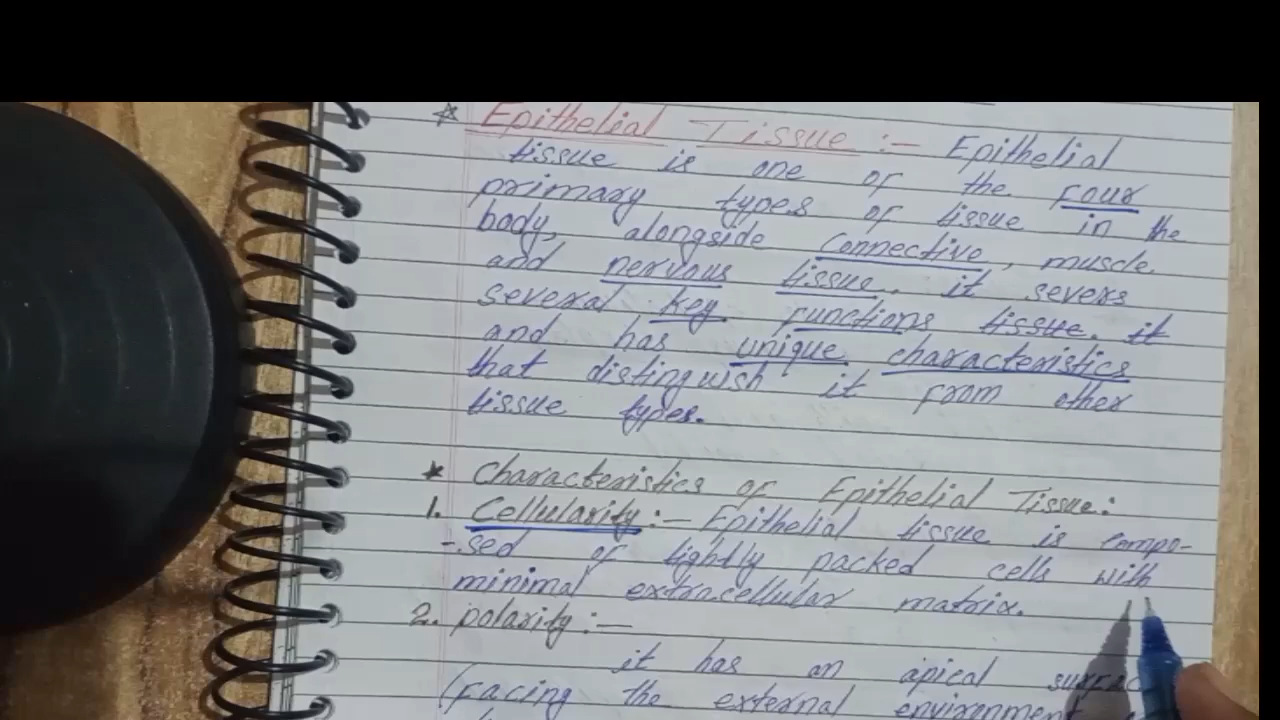 * Epithelial Tissue :- Epithelial
tissue is one of the four
primary types of tissue in the
body, alongside connective, muscle
and nervous tissue. it severs
several key functions tissue. it
and has unique characteristics
that distinguish it from other
tissue types.
* Characteristics of Epithelial Tissue:
1. Cellularity :- Epithelial tissue is compo-
-sed of tightly packed cells with
minimal extracellular matrix.
2. polarity :-
it has an apical
(facing the external environment